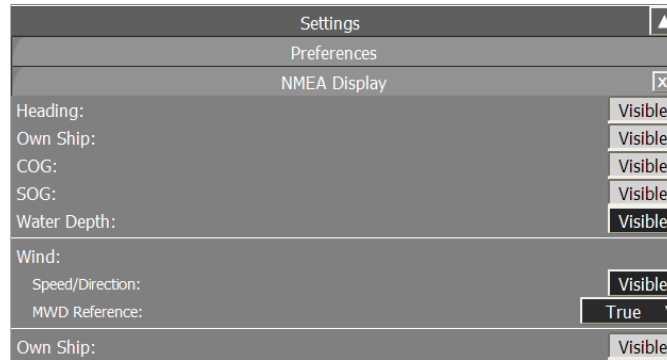 Settings
Preferences
NMEA Display
Heading: Visible
Own Ship: Visible
COG: Visible
SOG: Visible
Water Depth: Visible
Wind:
Speed/Direction: Visible
MWD Reference: True
Own Ship: Visible